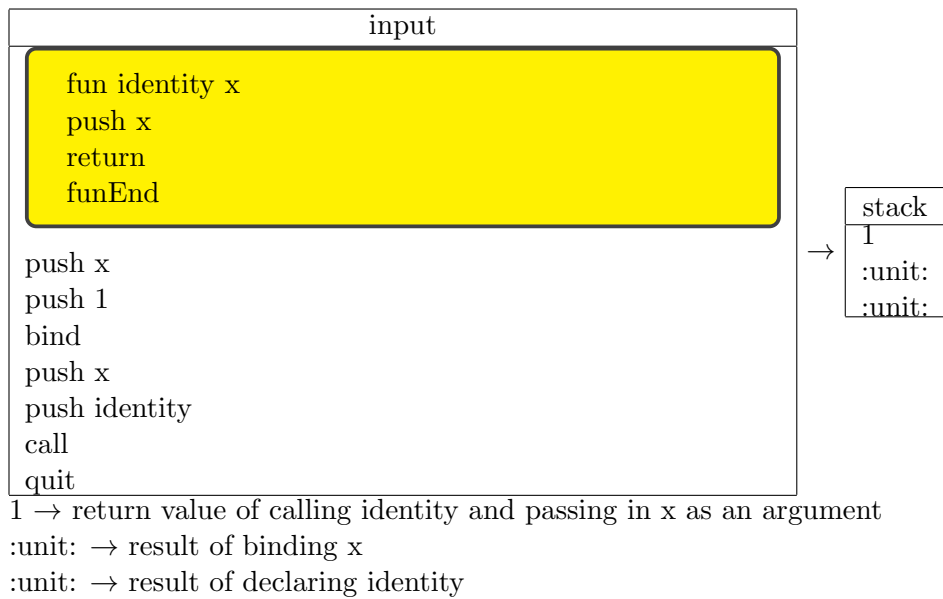 input
fun identity x
push x
return
funEnd
push x
push 1
bind
push x
push identity
call
quit
→
stack
1
:unit:
:unit:
1 → return value of calling identity and passing in x as an argument
:unit: → result of binding x
:unit: → result of declaring identity